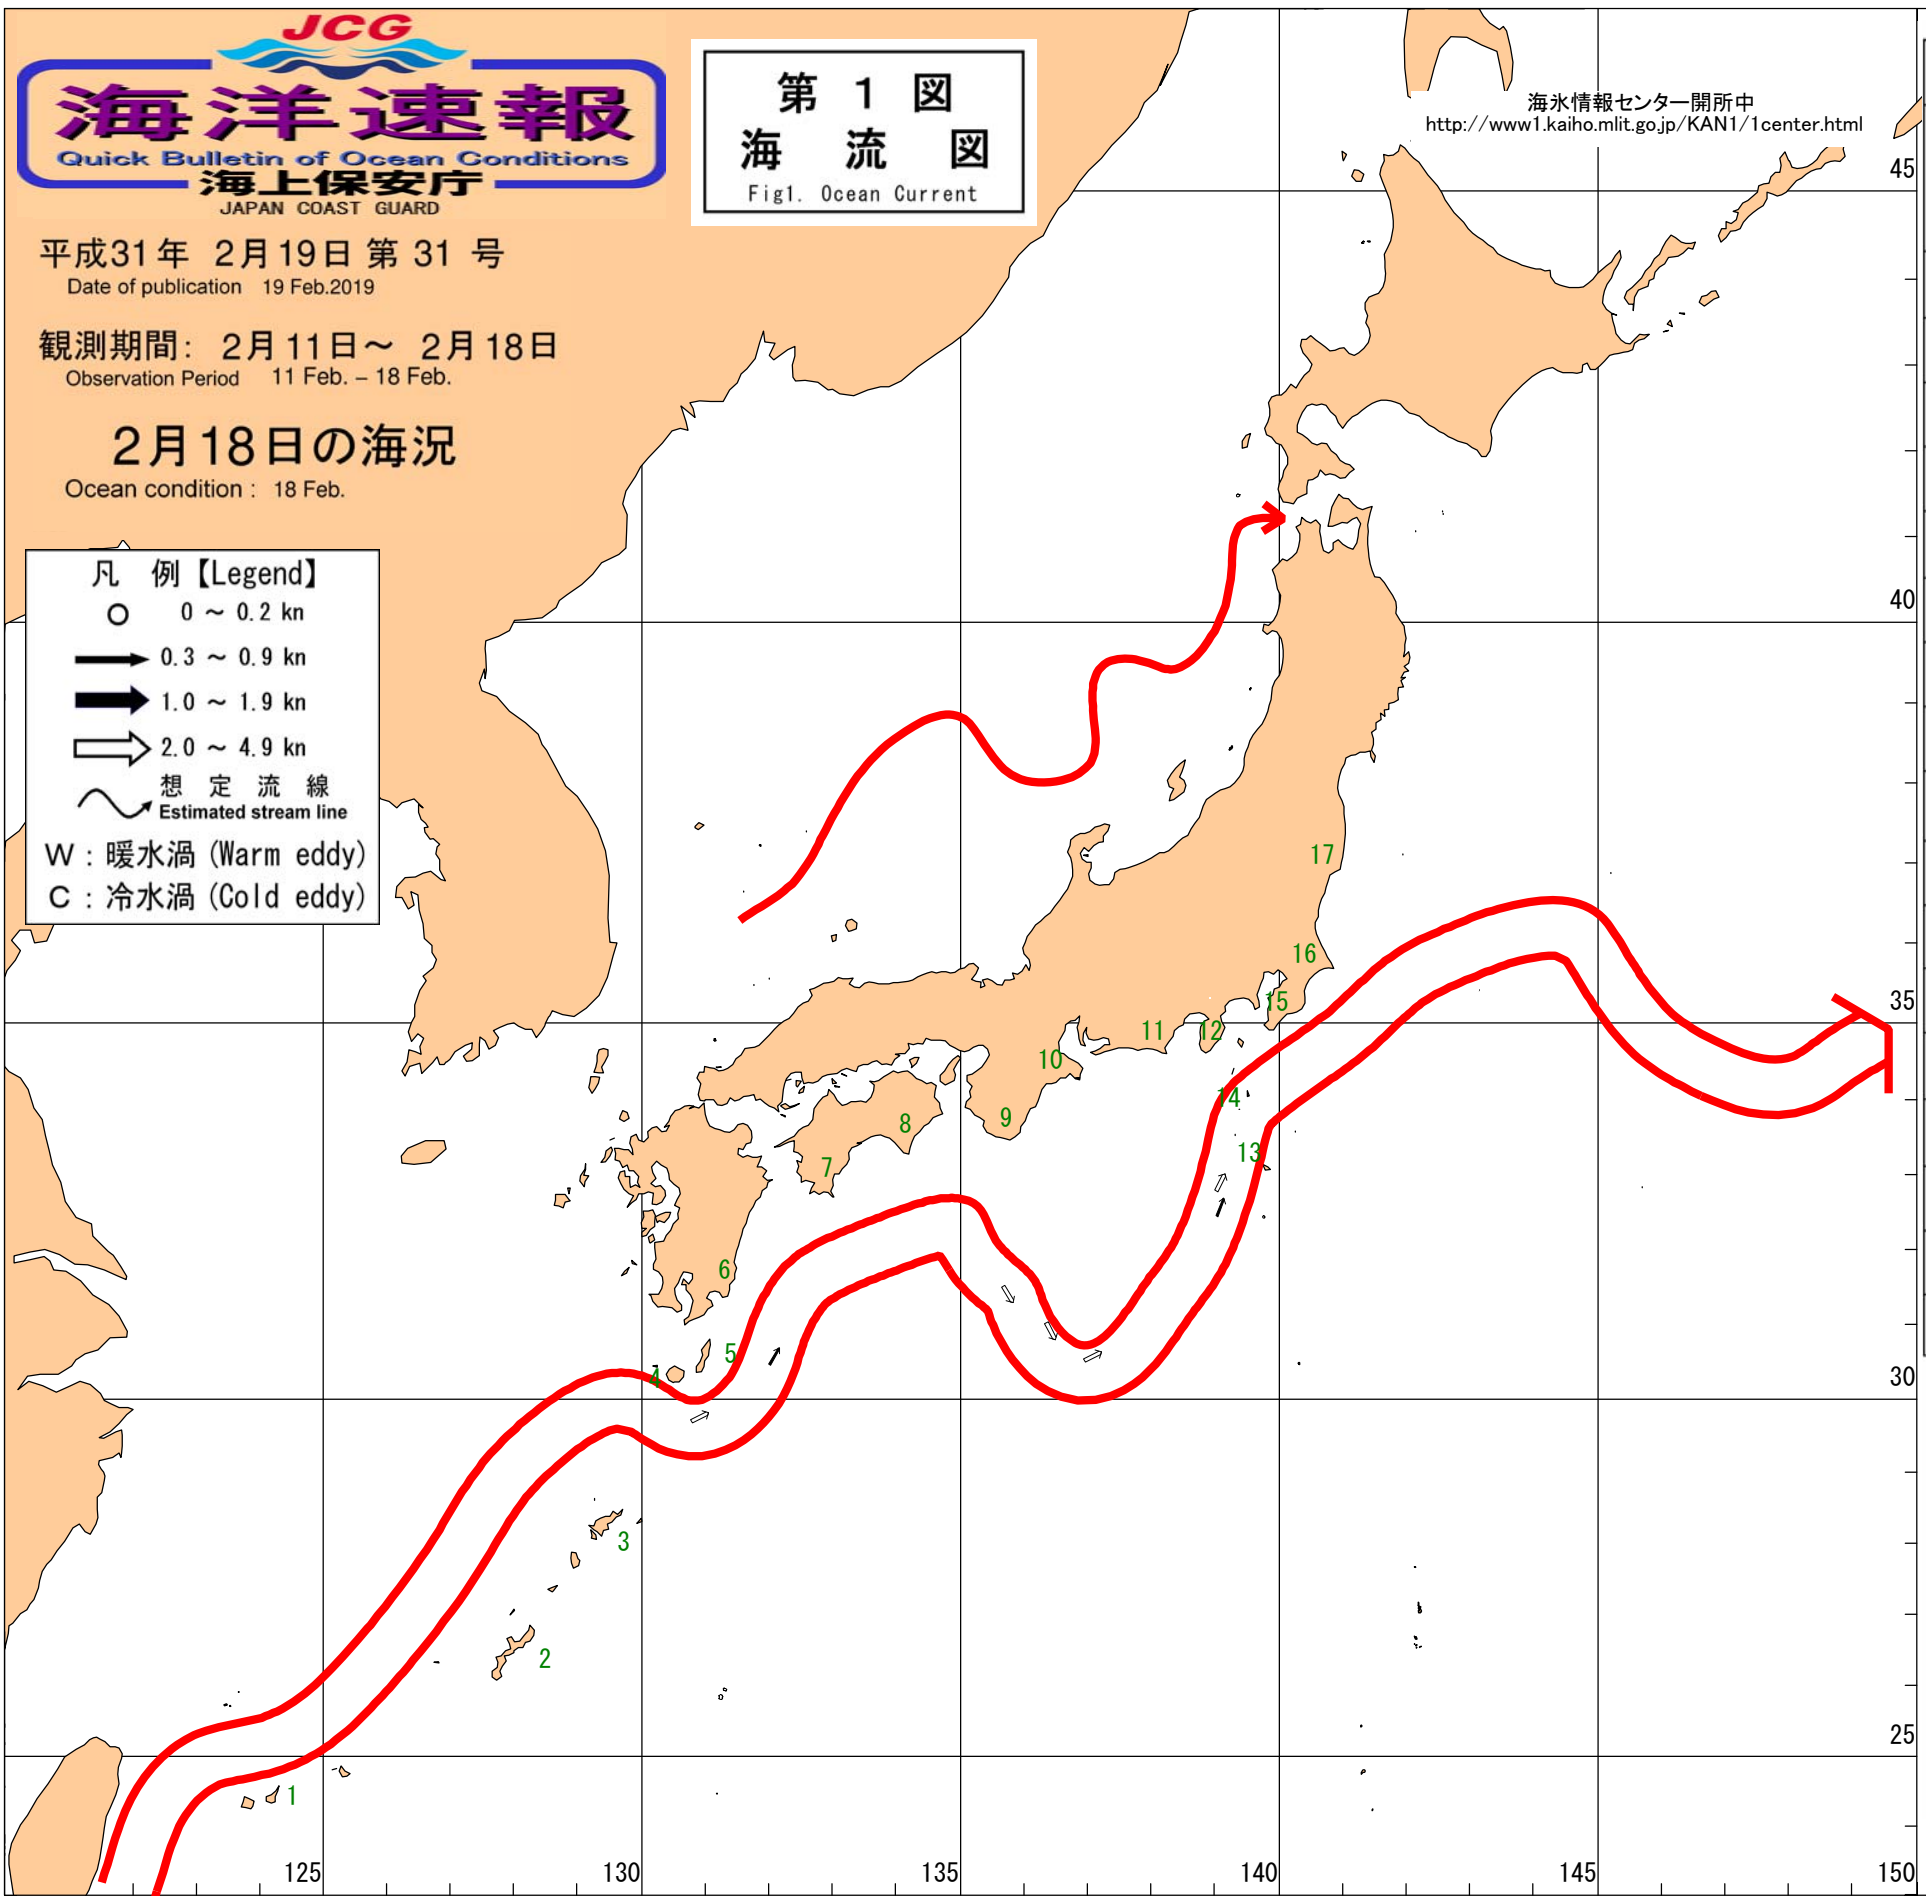 JCG
海洋速報
Quick Bulletin of Ocean Conditions
海上保安庁
JAPAN COAST GUARD
第 1 図
海 流 図
Fig1. Ocean Current
海氷情報センター開所中
http://www1.kaiho.mlit.go.jp/KAN1/1center.html
平成31年 2月19日 第 31 号
Date of publication 19 Feb.2019
観測期間: 2月11日～ 2月18日
Observation Period 11 Feb. – 18 Feb.
2月18日の海況
Ocean condition : 18 Feb.
凡 例【Legend】
0 ～ 0.2 kn
0.3 ～ 0.9 kn
1.0 ～ 1.9 kn
2.0 ～ 4.9 kn
想 定 流 線
Estimated stream line
W : 暖水渦 (Warm eddy)
C : 冷水渦 (Cold eddy)
45
40
35
30
25
17
16
15
12
11
10
14
9
8
13
7
6
5
4
3
2
1
125
130
135
140
145
150